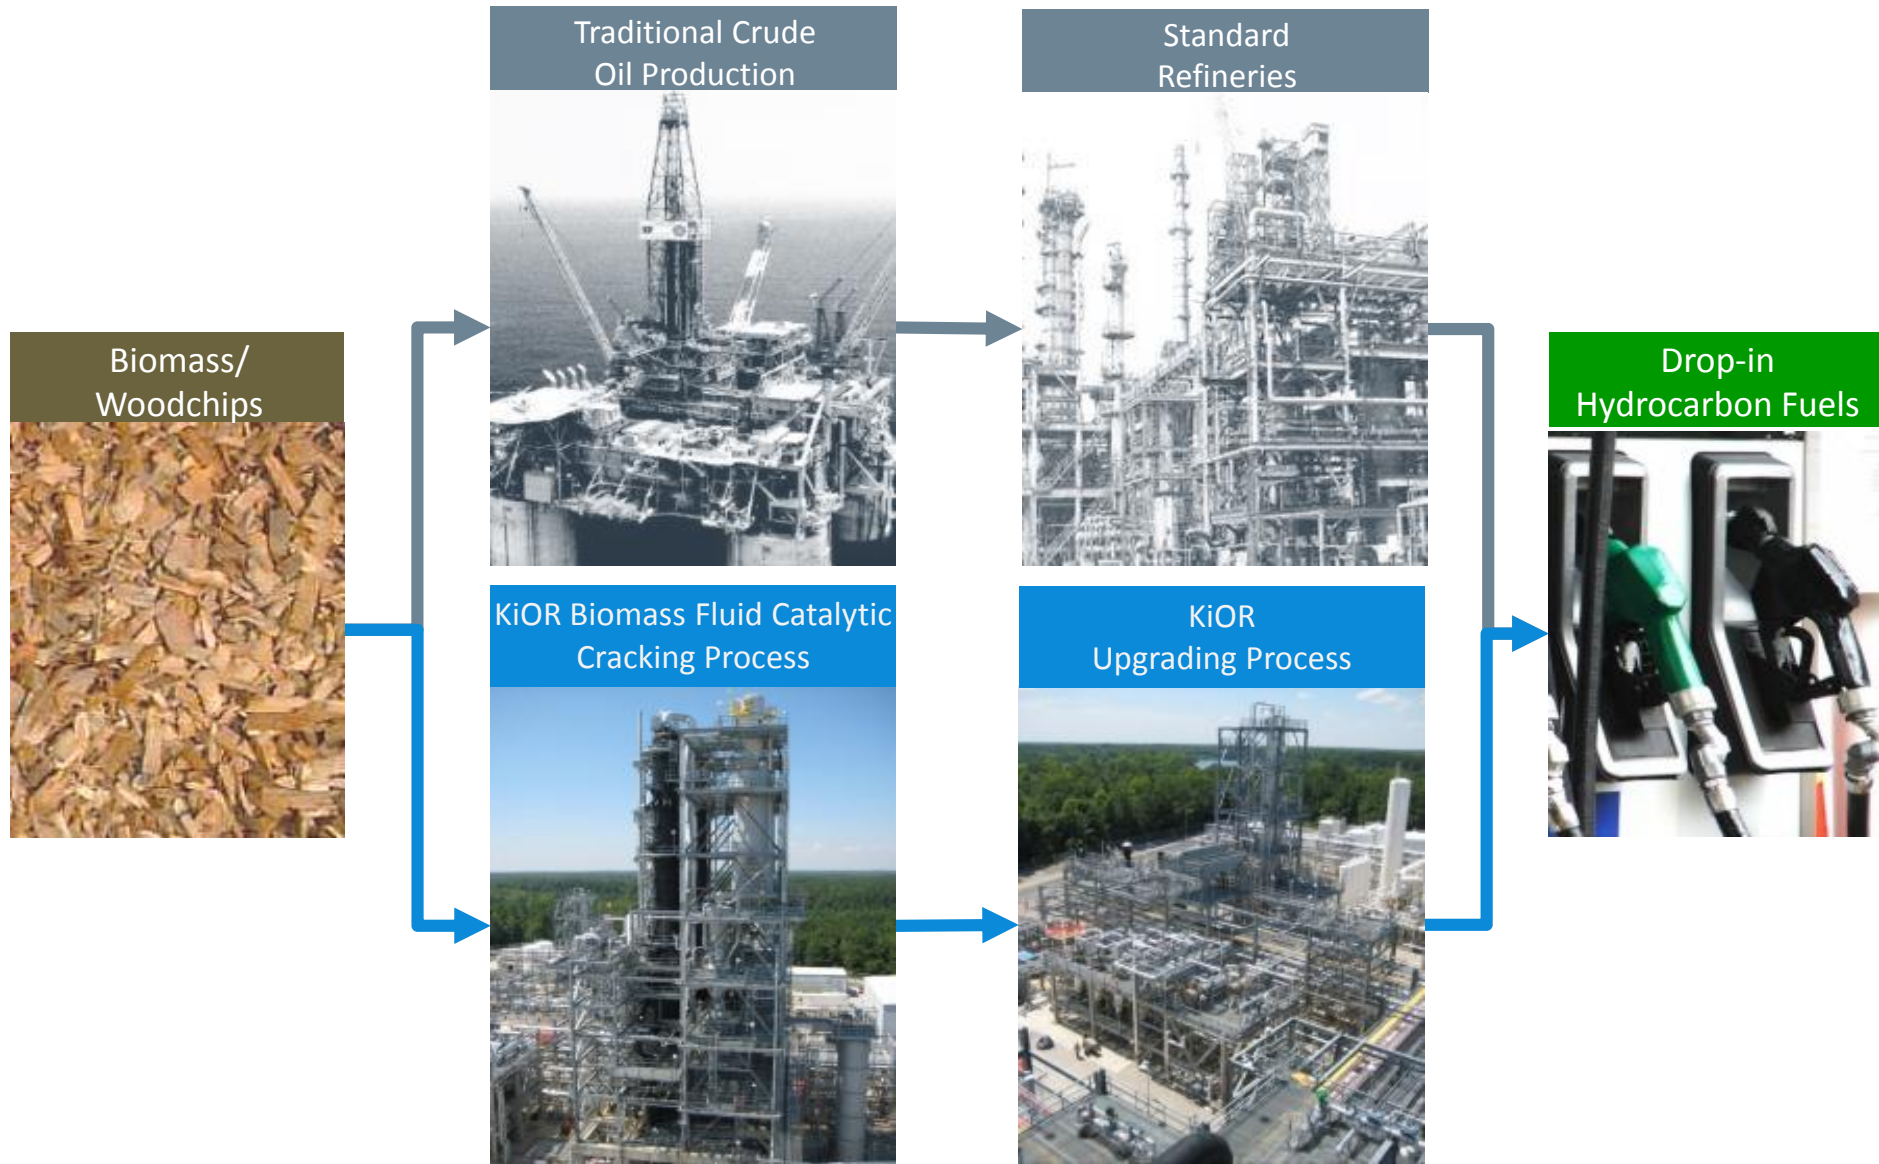 Traditional Crude
Oil Production
Standard
Refineries
Biomass/
Woodchips
Drop-in
Hydrocarbon Fuels
KiOR Biomass Fluid Catalytic
Cracking Process
KiOR
Upgrading Process